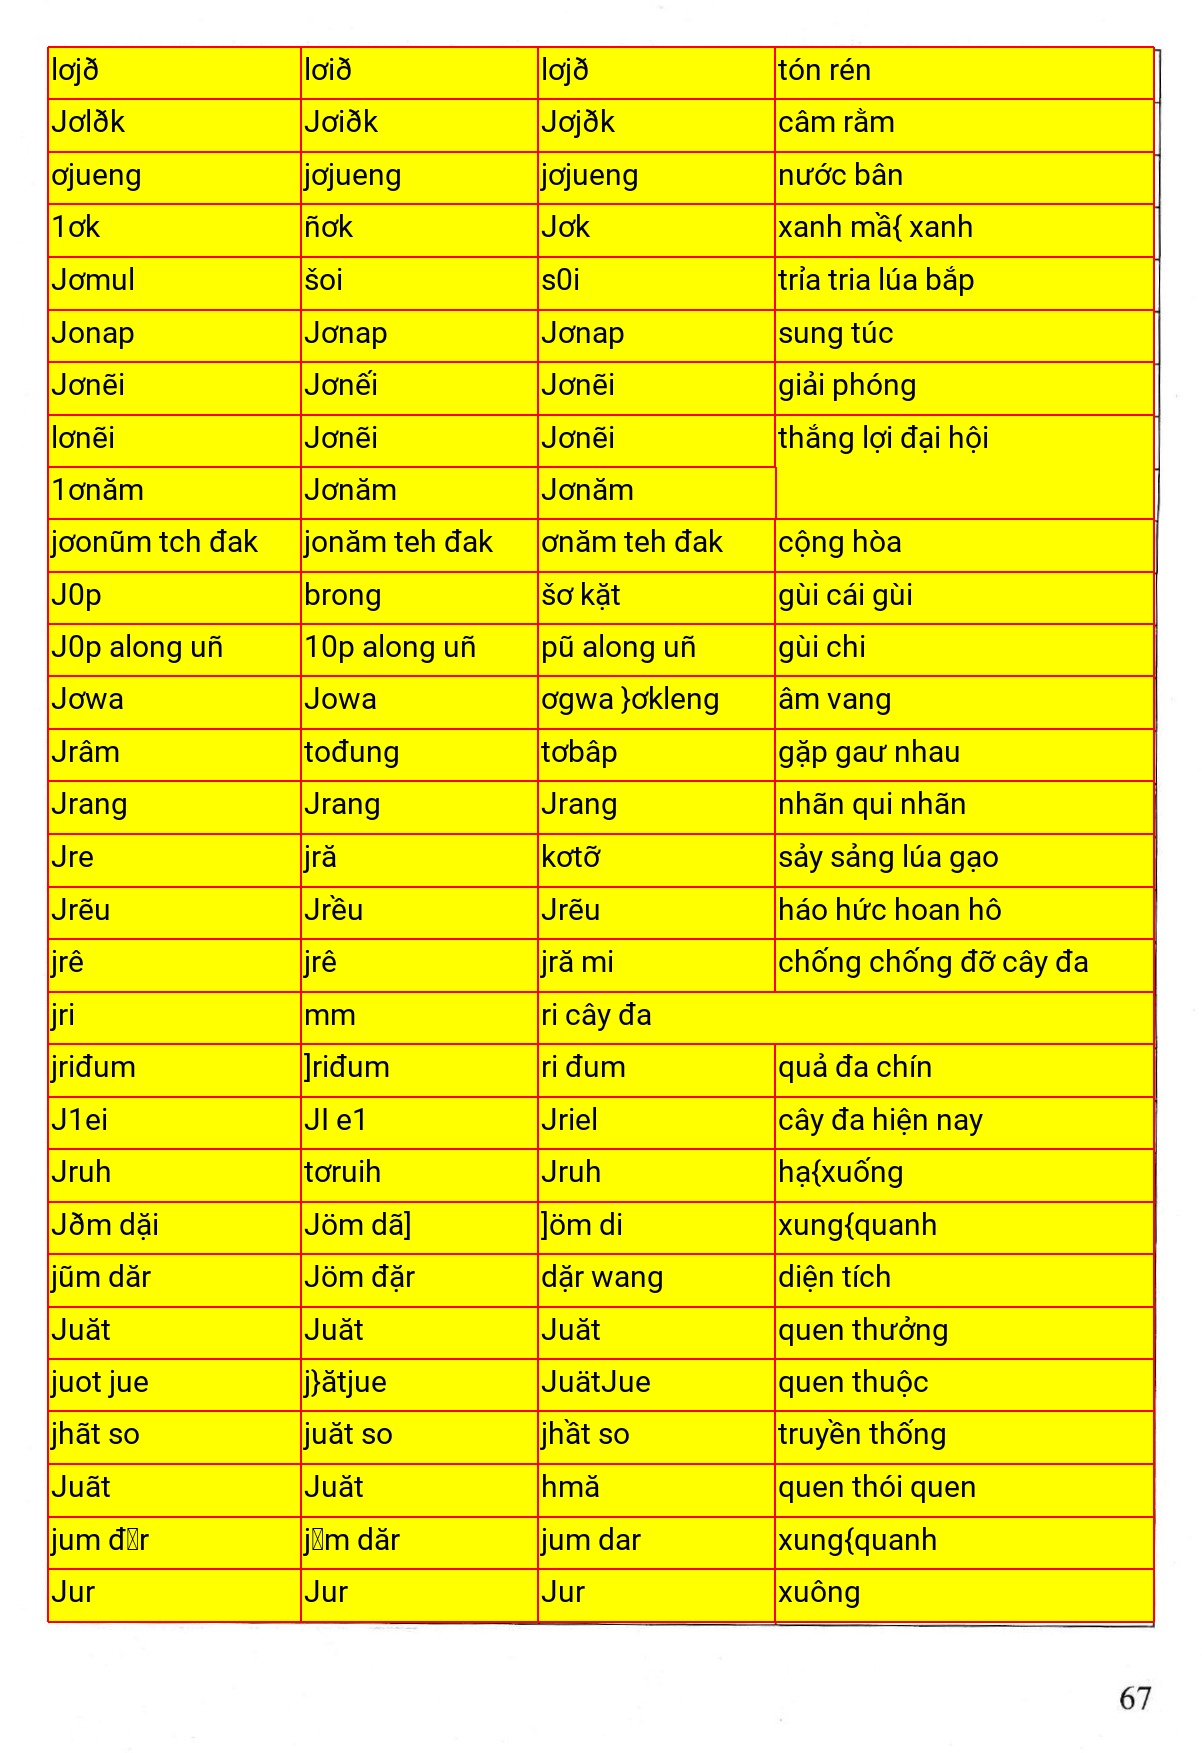 lơjð lơið lơjð tón rén
Jơlðk Jơiðk Jơjðk câm rằm
ơjueng jơjueng jơjueng nước bân
1ơk ñơk Jơk xanh mầ{ xanh
Jơmul šoi s0i trỉa tria lúa bắp
Jonap Jơnap Jơnap sung túc
Jơnẽi Jơnếi Jơnẽi giải phóng
lơnẽi Jơnẽi Jơnẽi thắng lợi đại hội
1ơnăm Jơnăm Jơnăm
jơonũm tch đak jonăm teh đak ơnăm teh đak cộng hòa
J0p brong šơ kặt gùi cái gùi
J0p along uñ 10p along uñ pũ along uñ gùi chi
Jơwa Jowa ơgwa }ơkleng âm vang
Jrâm tođung tơbâp gặp gaư nhau
Jrang Jrang Jrang nhãn qui nhãn
Jre jră kơtỡ sảy sảng lúa gạo
Jrẽu Jrều Jrẽu háo hức hoan hô
jrê jrê jră mi chống chống đỡ cây đa
jri mm ri cây đa
jriđum ]riđum ri đum quả đa chín
J1ei JI e1 Jriel cây đa hiện nay
Jruh tơruih Jruh hạ{xuống
Jðm dặi Jöm dã] ]öm di xung{quanh
jũm dăr Jöm đặr dặr wang diện tích
Juăt Juăt Juăt quen thưởng
juot jue j}ătjue JuätJue quen thuộc
jhãt so juăt so jhầt so truyền thống
Juãt Juăt hmă quen thói quen
jum đ▯r j▯m dăr jum dar xung{quanh
Jur Jur Jur xuông
67